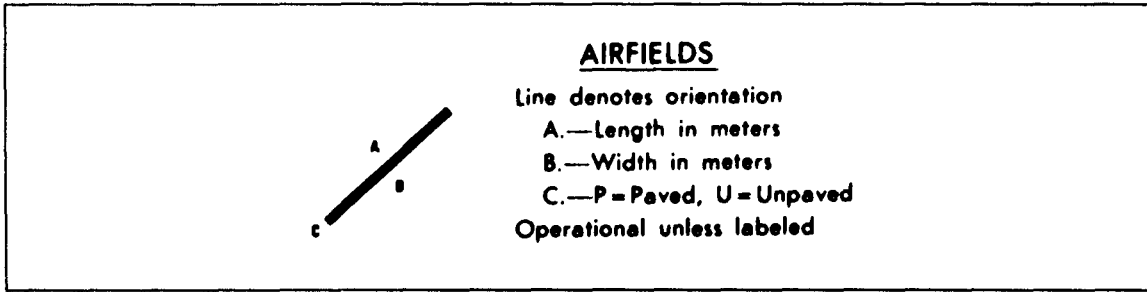 AIRFIELDS
Line denotes orientation
A.—Length in meters
B.—Width in meters
C.—P=Paved, U=Unpaved
Operational unless labeled
A
B
C